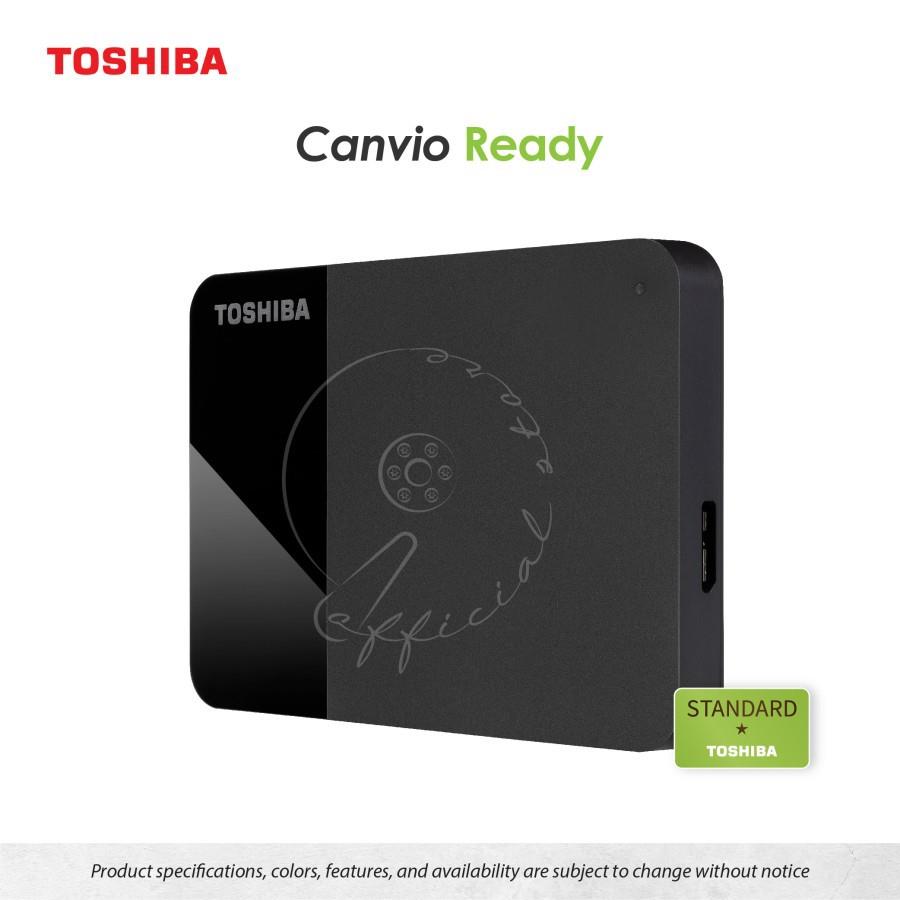 TOSHIBA
Canvio Ready
TOSHIBA
official store
STANDARD
TOSHIBA
Product specifications, colors, features, and availability are subject to change without notice